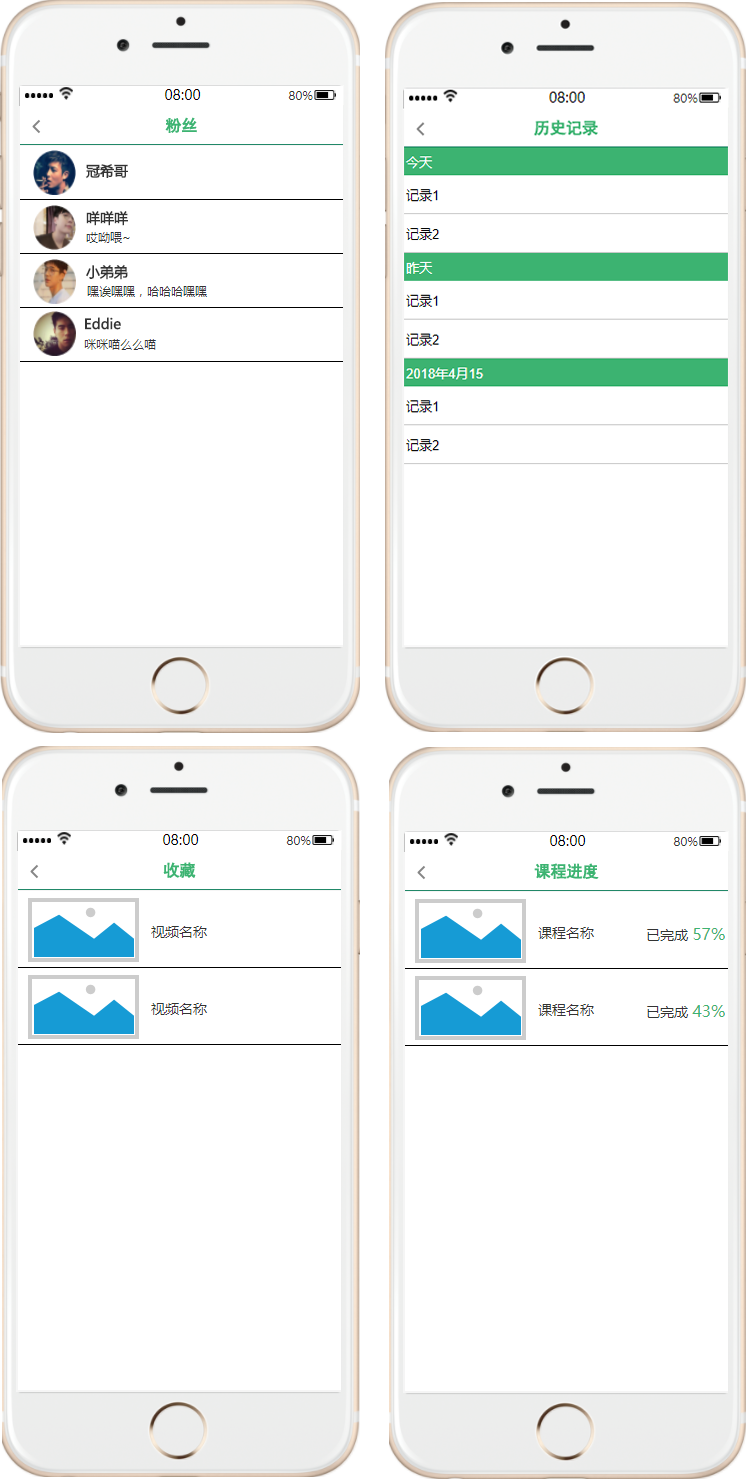 08:00
80%
粉丝
冠希哥
咩咩咩
哎呦喂~
小弟弟
嘿诶嘿嘿，哈哈哈嘿嘿
Eddie
咪咪喵么么喵
08:00
80%
历史记录
今天
记录1
记录2
昨天
记录1
记录2
2018年4月15
记录1
记录2
08:00
80%
收藏
视频名称
视频名称
08:00
80%
课程进度
课程名称 已完成 57%
课程名称 已完成 43%